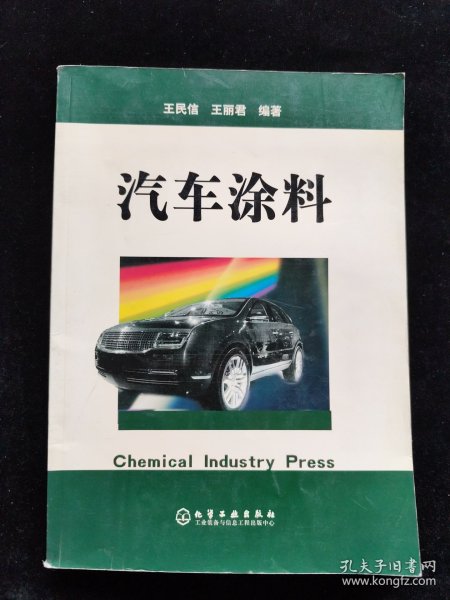 王民信 王丽君 编著
汽车涂料
Chemical Industry Press
化学工业出版社
工业装备与信息工程出版中心
孔夫子旧书网
www.kongfz.com